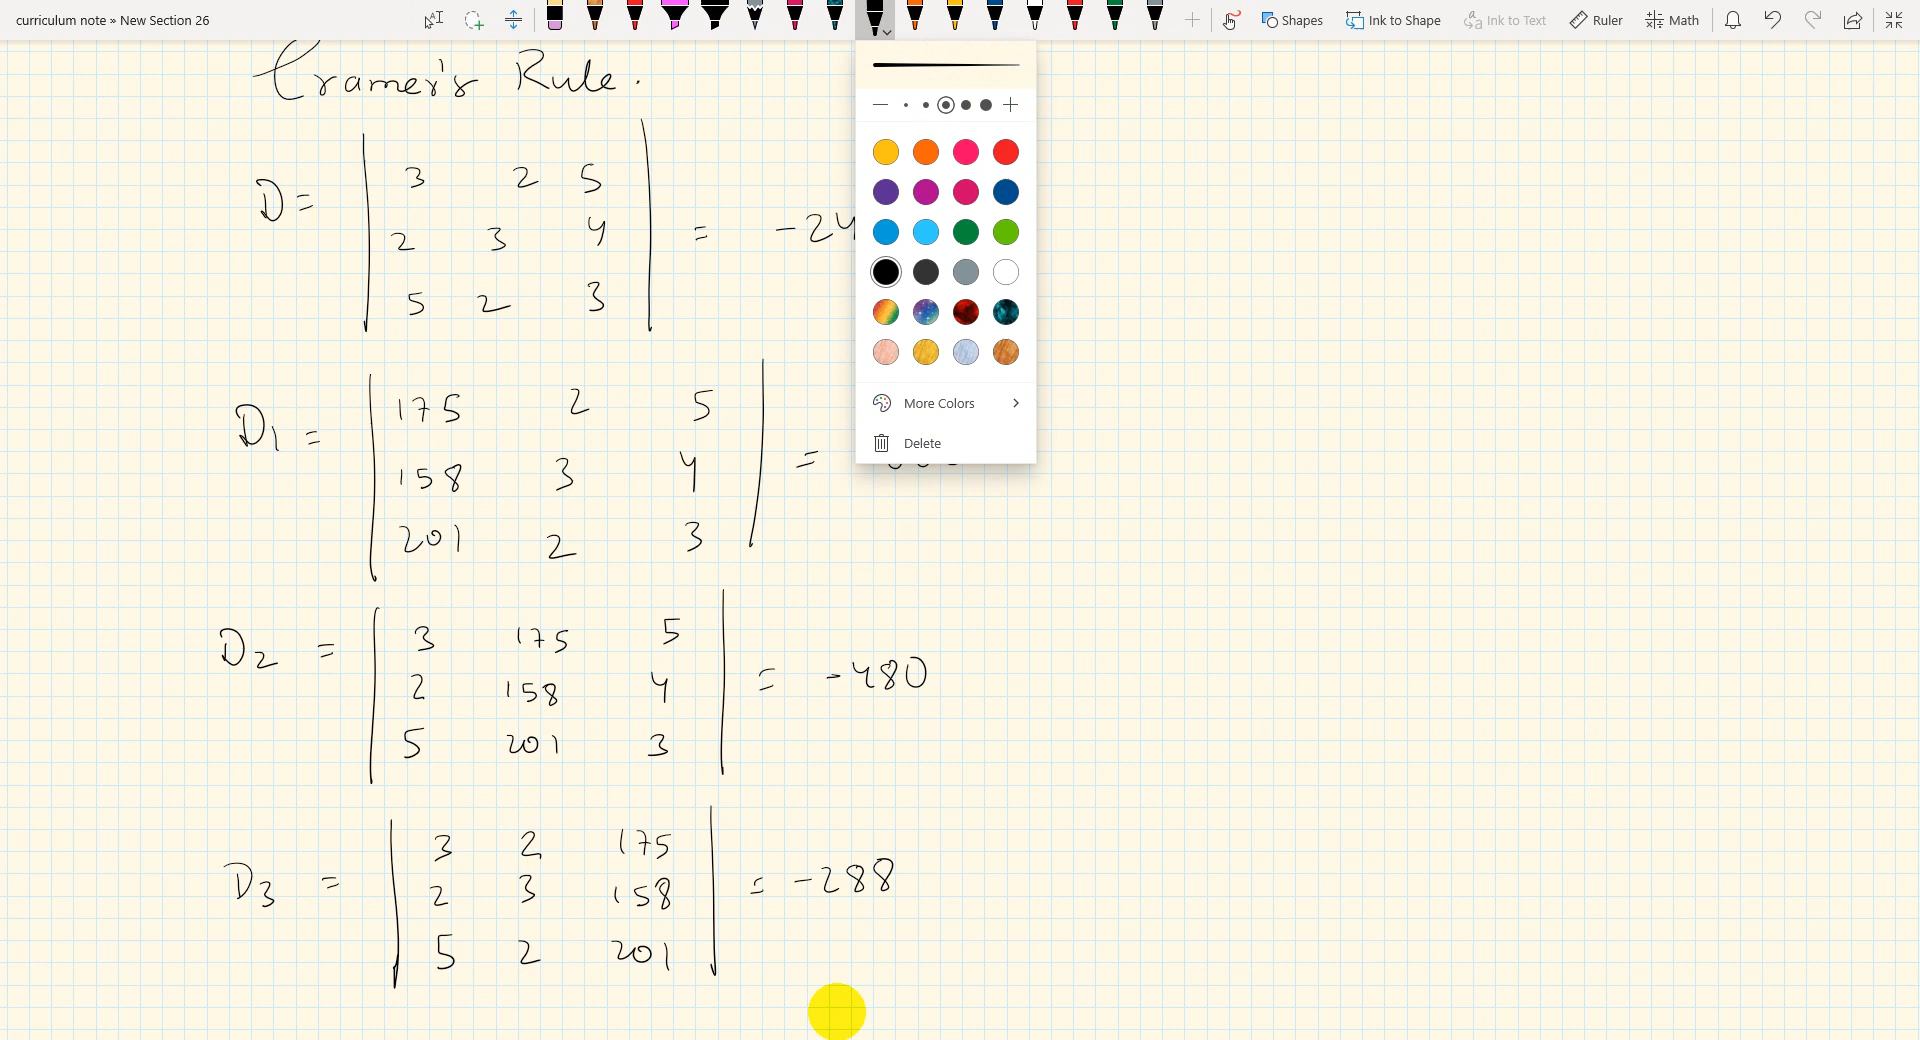 curriculum note » New Section 26
Shapes Ink to Shape Ink to Text Ruler Math
Cramer's Rule.
D = | 3 2 5 |
| 2 3 4 | = -24
| 5 2 3 |
D1 = | 175 2 5 |
| 158 3 4 | =
| 201 2 3 |
D2 = | 3 175 5 |
| 2 158 4 | = -480
| 5 201 3 |
D3 = | 3 2 175 |
| 2 3 158 | = -288
| 5 2 201 |
More Colors
Delete